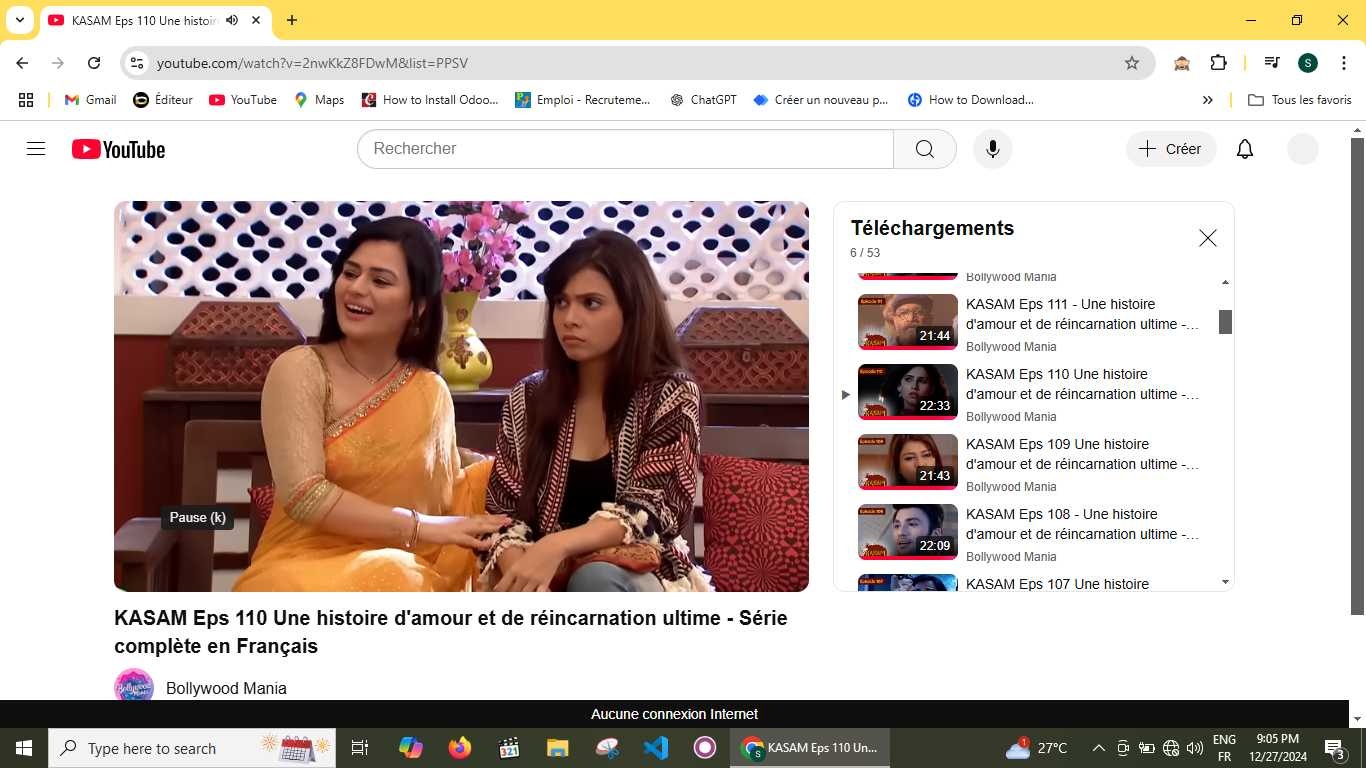 KASAM Eps 110 Une histoir
youtube.com/watch?v=2nwKkZ8FDwM&list=PPSV
S
Gmail
Éditeur
YouTube
Maps
How to Install Odoo...
Emploi - Recruteme...
ChatGPT
Créer un nouveau p...
How to Download...
»
Tous les favoris
YouTube
Rechercher
Créer
Téléchargements
6 / 53
Bollywood Mania
KASAM Eps 111 - Une histoire
d'amour et de réincarnation ultime -...
21:44
Bollywood Mania
KASAM Eps 110 Une histoire
d'amour et de réincarnation ultime -...
22:33
Bollywood Mania
KASAM Eps 109 Une histoire
d'amour et de réincarnation ultime -...
21:43
Bollywood Mania
KASAM Eps 108 - Une histoire
d'amour et de réincarnation ultime -...
22:09
Bollywood Mania
KASAM Eps 107 Une histoire
Pause (k)
KASAM Eps 110 Une histoire d'amour et de réincarnation ultime - Série
complète en Français
Bollywood Mania
Aucune connexion Internet
Type here to search
321
KASAM Eps 110 Un...
1
27°C
ENG
FR
9:05 PM
12/27/2024
3